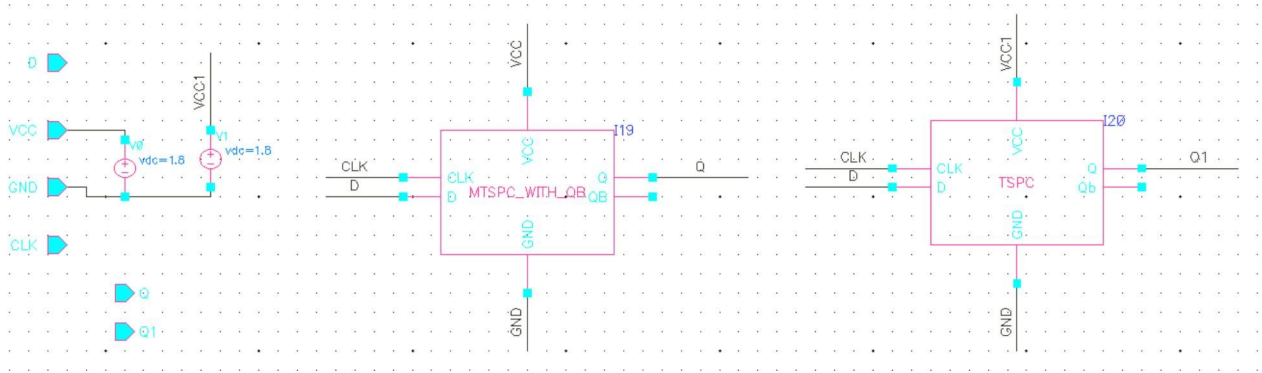 D
VCC
GND
CLK
Q
Q1
V0
vdc=1.8
VCC1
V1
vdc=1.8
VCC
I19
VCC
CLK
D
CLK
D
MTSPC_WITH_QB
Q
QB
Q
GND
GND
VCC1
I20
VCC
CLK
D
CLK
D
TSPC
Q
Qb
Q1
GND
GND